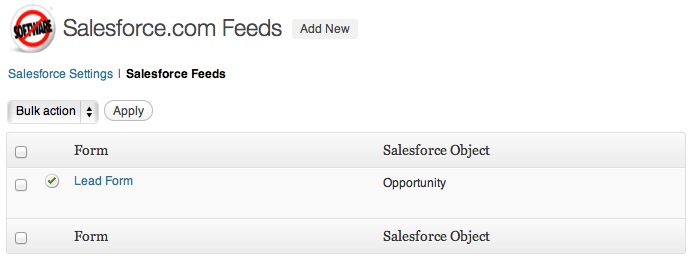 SOFTWARE Salesforce.com Feeds Add New
Salesforce Settings | Salesforce Feeds
Bulk action Apply
Form Salesforce Object
Lead Form Opportunity
Form Salesforce Object